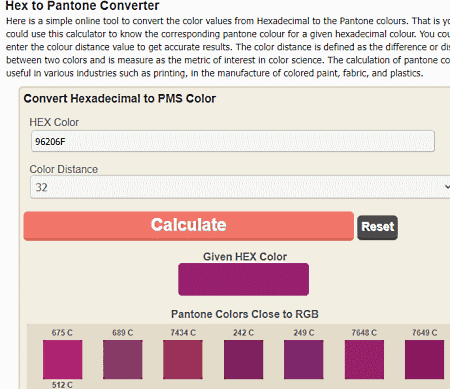 Hex to Pantone Converter
Here is a simple online tool to convert the color values from Hexadecimal to the Pantone colours. That is yo
could use this calculator to know the corresponding pantone colour for a given hexadecimal colour. You cou
enter the colour distance value to get accurate results. The color distance is defined as the difference or dis
between two colors and is measure as the metric of interest in color science. The calculation of pantone co
useful in various industries such as printing, in the manufacture of colored paint, fabric, and plastics.
Convert Hexadecimal to PMS Color
HEX Color
96206F
Color Distance
32
Calculate Reset
Given HEX Color
Pantone Colors Close to RGB
675 C 689 C 7434 C 242 C 249 C 7648 C 7649 C
512 C